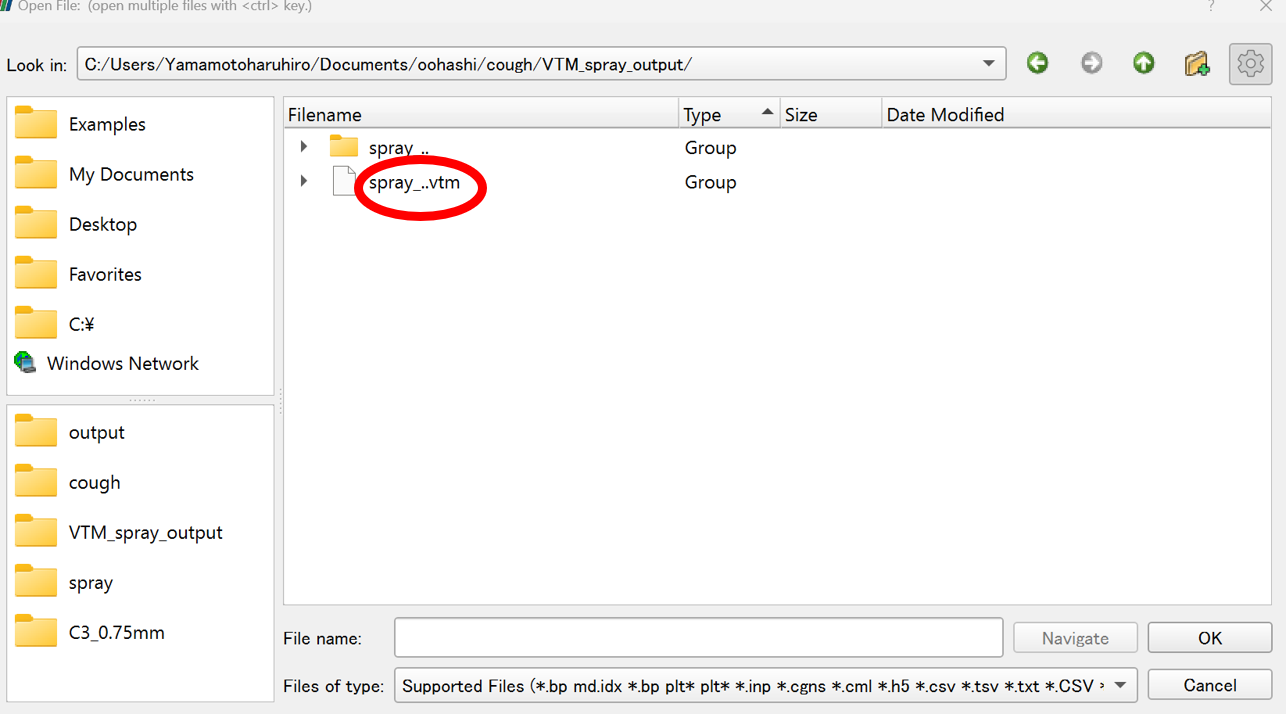 Open File: (open multiple files with <ctrl> key.)
Look in: C:/Users/Yamamotoharuhiro/Documents/oohashi/cough/VTM_spray_output/
Examples
My Documents
Desktop
Favorites
C:¥
Windows Network
output
cough
VTM_spray_output
spray
C3_0.75mm
Filename Type Size Date Modified
spray_.. Group
spray_..vtm Group
File name: Navigate OK
Files of type: Supported Files (*.bp md.idx *.bp plt* plt* *.inp *.cgns *.cml *.h5 *.csv *.tsv *.txt *.CSV Cancel